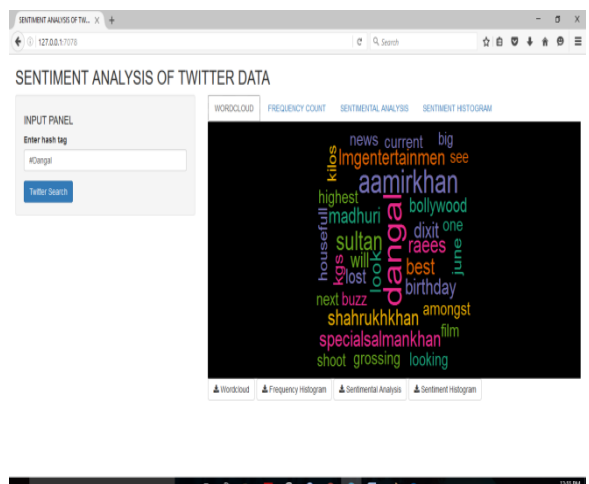 SENTIMENT ANALYSIS OF TW...
127.0.0.1:7078
Search
SENTIMENT ANALYSIS OF TWITTER DATA
INPUT PANEL
Enter hash tag
#Dangal
Twitter Search
WORDCLOUD FREQUENCY COUNT SENTIMENTAL ANALYSIS SENTIMENT HISTOGRAM
news current big
kilos lmgentertainmen see
aamirkhan
highest bollywood
madhuri dangal dixit one
housefull sultan raees
kgs will look best june
lost birthday
next buzz
shahrukhkhan amongst
specialsalmankhan film
shoot grossing looking
Wordcloud Frequency Histogram Sentimental Analysis Sentiment Histogram